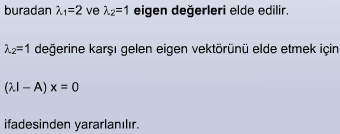 buradan λ₁=2 ve λ₂=1 eigen değerleri elde edilir.
λ₂=1 değerine karşı gelen eigen vektörünü elde etmek için
(λI – A) x = 0
ifadesinden yararlanılır.